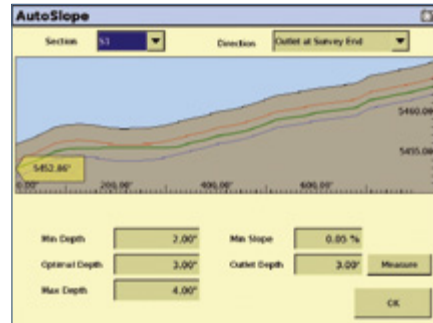 AutoSlope
Section S1 Direction Outlet at Survey End
5460.00
5455.00
5452.86'
0.00' 200.00' 400.00' 600.00'
Min Depth 2.00" Min Slope 0.05 %
Optimal Depth 3.00" Outlet Depth 3.00" Measure
Max Depth 4.00"
OK